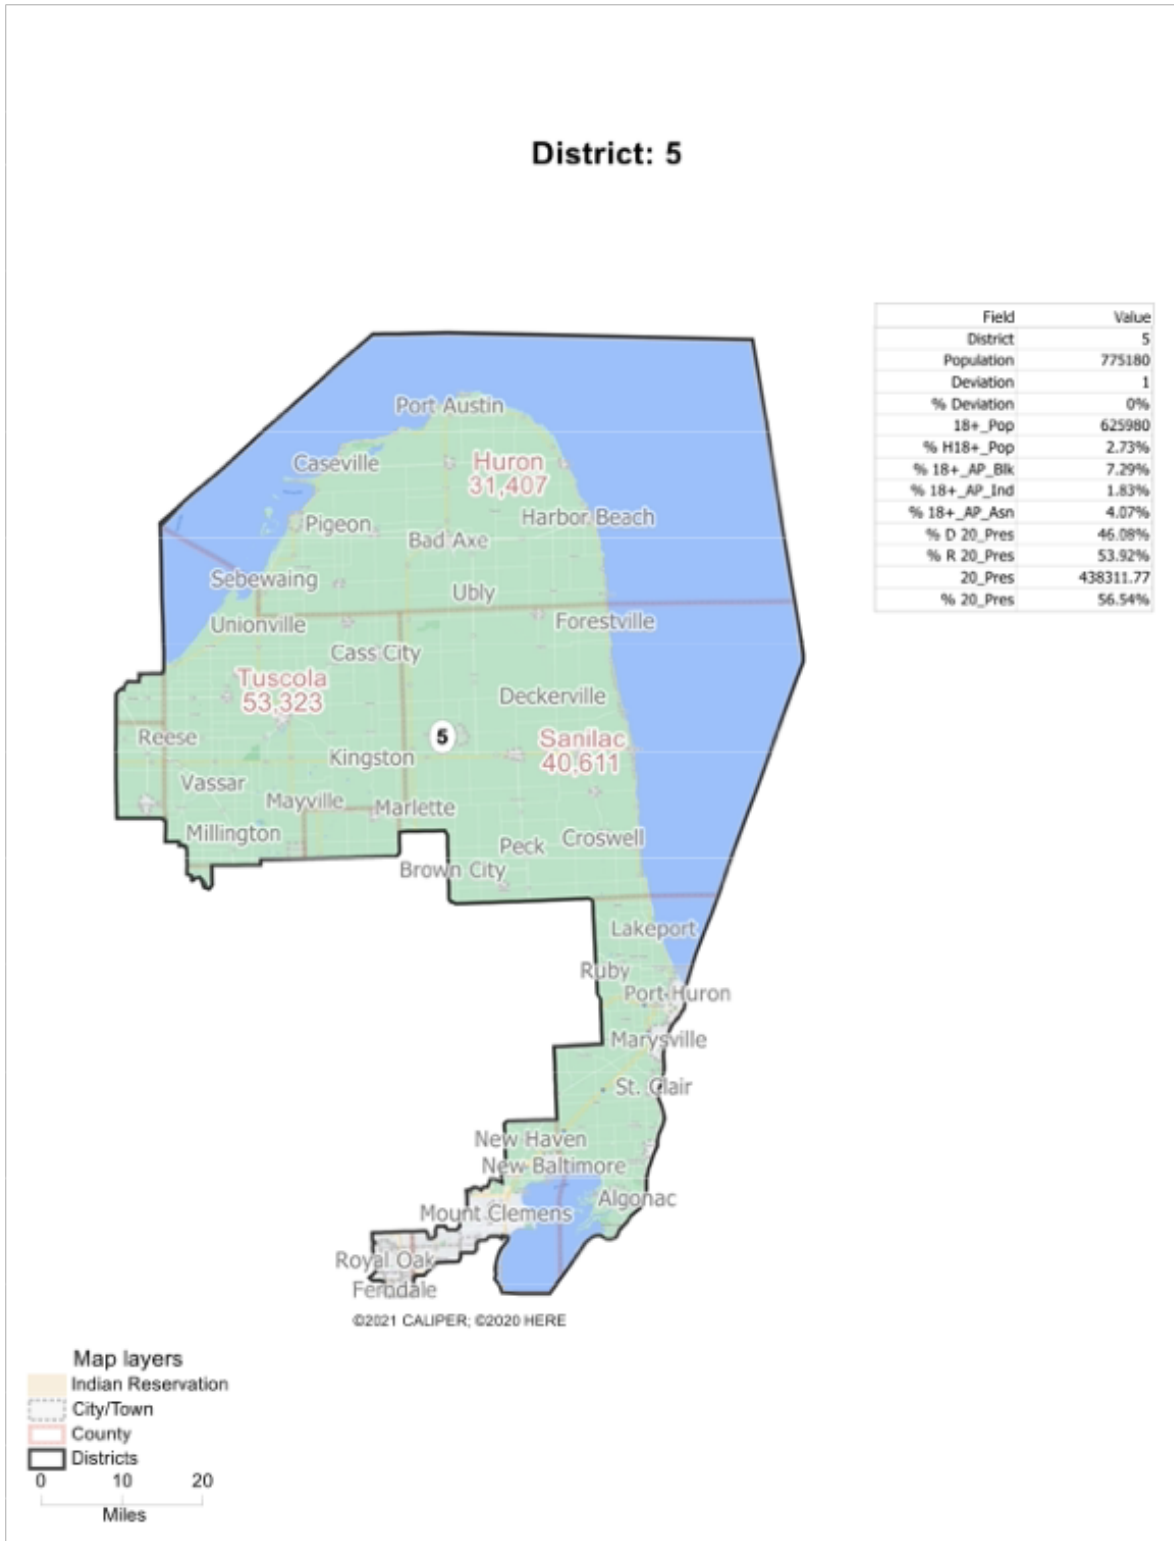 District: 5
Field Value
District 5
Population 775180
Deviation 1
% Deviation 0%
18+_Pop 625980
% H18+_Pop 2.73%
% 18+_AP_Blk 7.29%
% 18+_AP_Ind 1.83%
% 18+_AP_Asn 4.07%
% D 20_Pres 46.08%
% R 20_Pres 53.92%
20_Pres 438311.77
% 20_Pres 56.54%
Port Austin
Caseville
Huron
31,407
Pigeon
Harbor Beach
Bad Axe
Sebewaing
Ubly
Unionville
Forestville
Cass City
Tuscola
53,323
Deckerville
Reese
5
Sanilac
40,611
Kingston
Vassar
Mayville
Marlette
Millington
Peck
Croswell
Brown City
Lakeport
Ruby
Port Huron
Marysville
St. Clair
New Haven
New Baltimore
Algonac
Mount Clemens
Royal Oak
Ferndale
©2021 CALIPER; ©2020 HERE
Map layers
Indian Reservation
City/Town
County
Districts
0 10 20
Miles